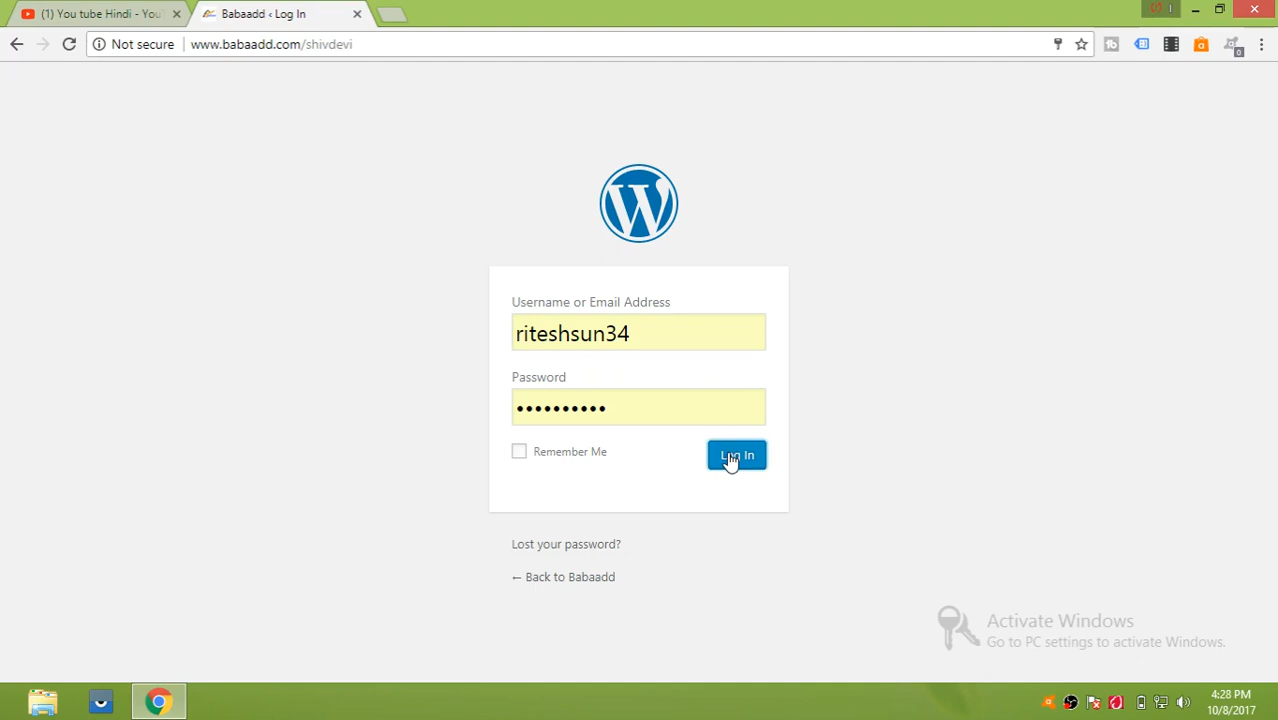 (1) You tube Hindi - You
Babaadd ‹ Log In
Not secure
www.babaadd.com/shivdevi
0
W
Username or Email Address
riteshsun34
Password
••••••••••
Remember Me
Log In
Lost your password?
← Back to Babaadd
Activate Windows
Go to PC settings to activate Windows.
4:28 PM
10/8/2017